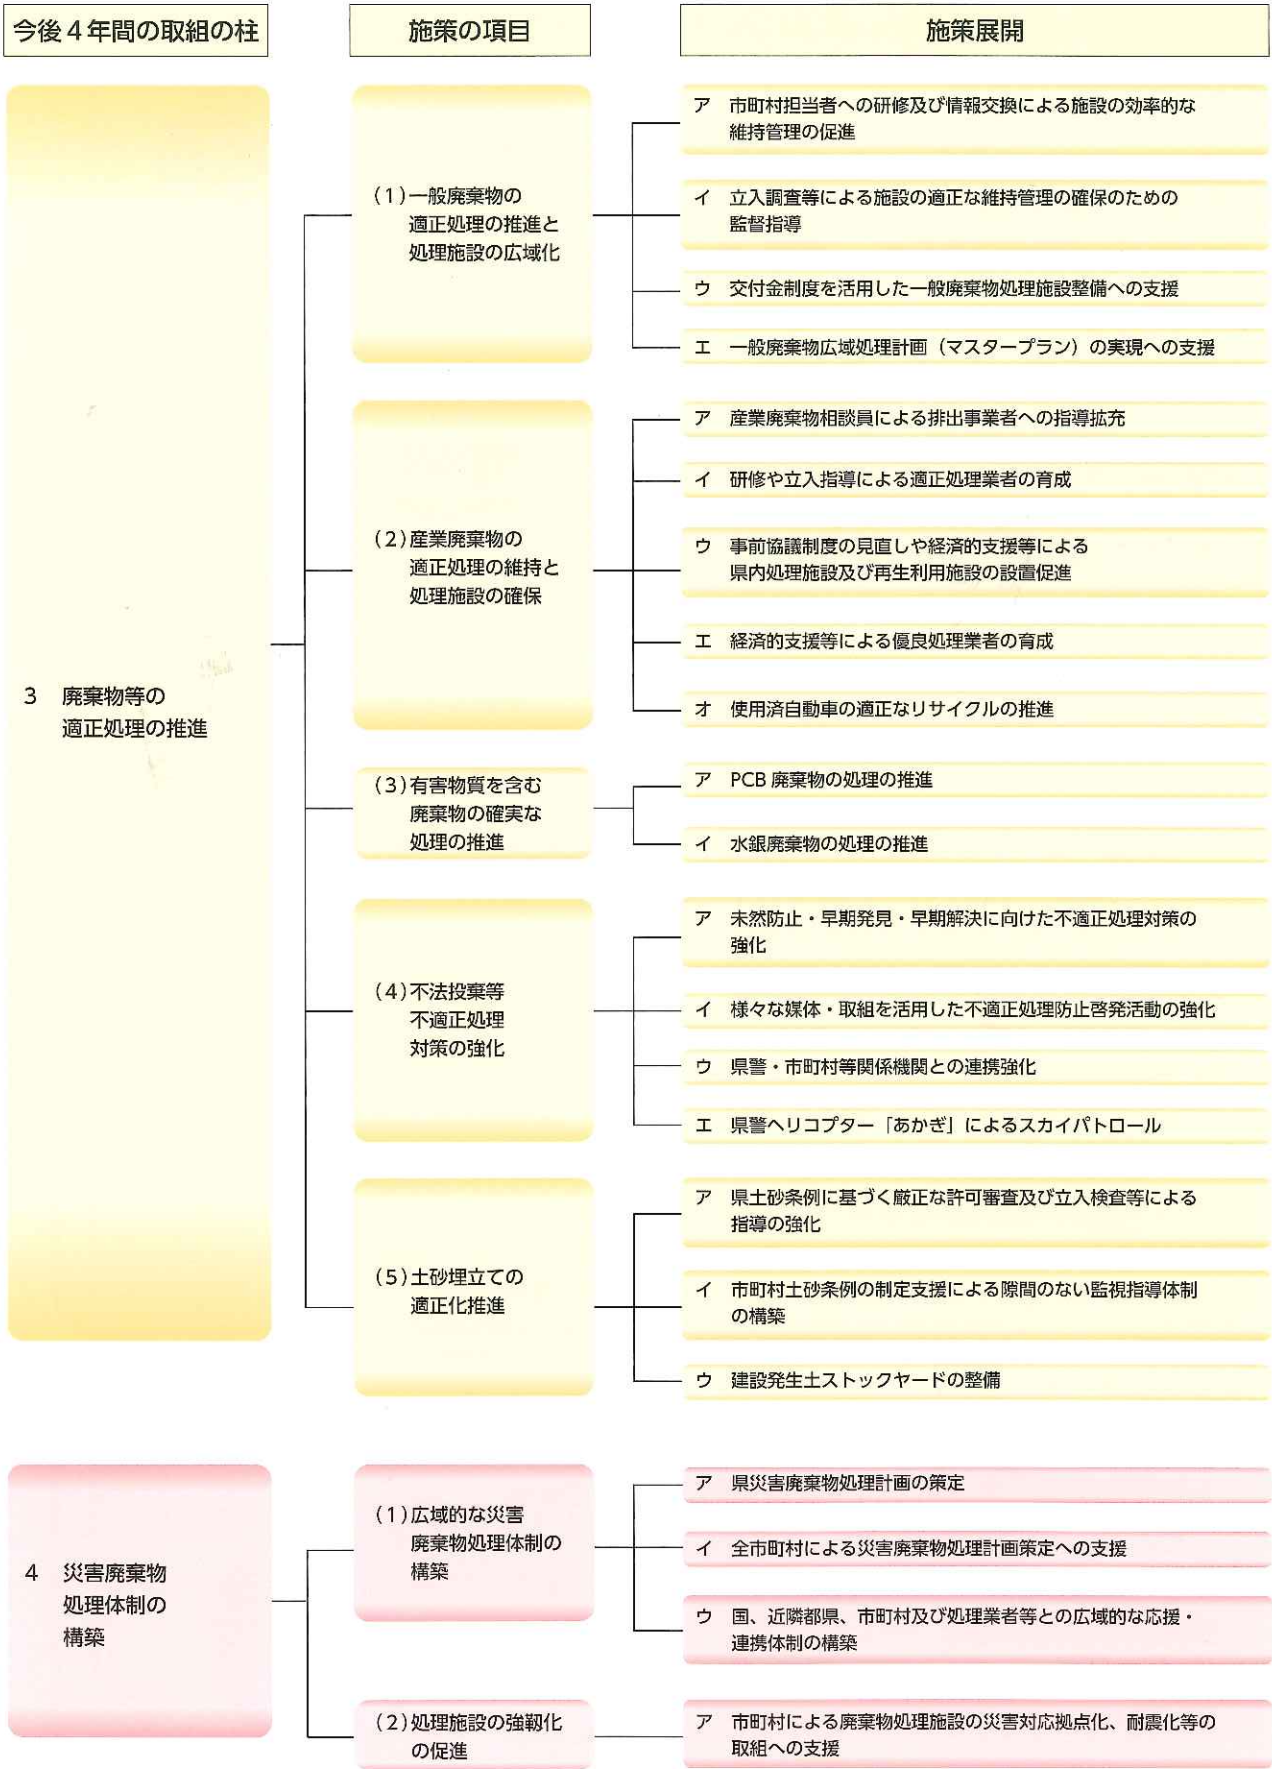 今後４年間の取組の柱
施策の項目
施策展開
3 廃棄物等の
適正処理の推進
(1)一般廃棄物の
適正処理の推進と
処理施設の広域化
ア 市町村担当者への研修及び情報交換による施設の効率的な
維持管理の促進
イ 立入調査等による施設の適正な維持管理の確保のための
監督指導
ウ 交付金制度を活用した一般廃棄物処理施設整備への支援
エ 一般廃棄物広域処理計画（マスタープラン）の実現への支援
(2)産業廃棄物の
適正処理の維持と
処理施設の確保
ア 産業廃棄物相談員による排出事業者への指導拡充
イ 研修や立入指導による適正処理業者の育成
ウ 事前協議制度の見直しや経済的支援等による
県内処理施設及び再生利用施設の設置促進
エ 経済的支援等による優良処理業者の育成
オ 使用済自動車の適正なリサイクルの推進
(3)有害物質を含む
廃棄物の確実な
処理の推進
ア PCB 廃棄物の処理の推進
イ 水銀廃棄物の処理の推進
(4)不法投棄等
不適正処理
対策の強化
ア 未然防止・早期発見・早期解決に向けた不適正処理対策の
強化
イ 様々な媒体・取組を活用した不適正処理防止啓発活動の強化
ウ 県警・市町村等関係機関との連携強化
エ 県警ヘリコプター「あかぎ」によるスカイパトロール
(5)土砂埋立ての
適正化推進
ア 県土砂条例に基づく厳正な許可審査及び立入検査等による
指導の強化
イ 市町村土砂条例の制定支援による隙間のない監視指導体制
の構築
ウ 建設発生土ストックヤードの整備
4 災害廃棄物
処理体制の
構築
(1)広域的な災害
廃棄物処理体制の
構築
ア 県災害廃棄物処理計画の策定
イ 全市町村による災害廃棄物処理計画策定への支援
ウ 国、近隣都県、市町村及び処理業者等との広域的な応援・
連携体制の構築
(2)処理施設の強靱化
の促進
ア 市町村による廃棄物処理施設の災害対応拠点化、耐震化等の
取組への支援